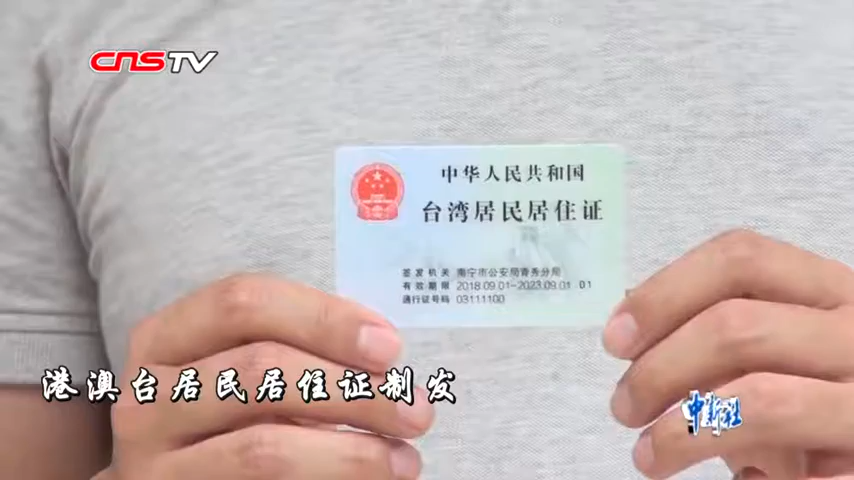 CNSTV
中华人民共和国
台湾居民居住证
签发机关 南宁市公安局青秀分局
有效期限 2018.09.01-2023.09.01
通行证号码 03111100 01
港澳台居民居住证制发
中新社